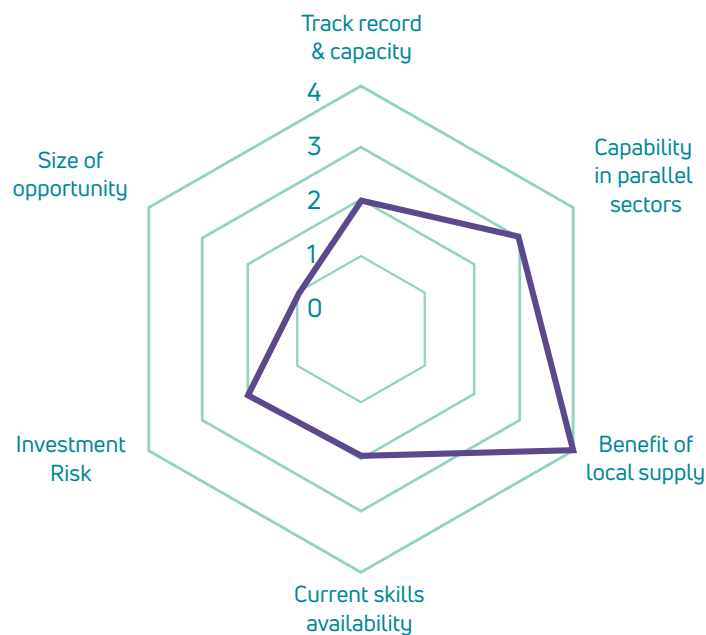 Track record
& capacity
4
3
2
1
0
Size of
opportunity
Capability
in parallel
sectors
Investment
Risk
Benefit of
local supply
Current skills
availability